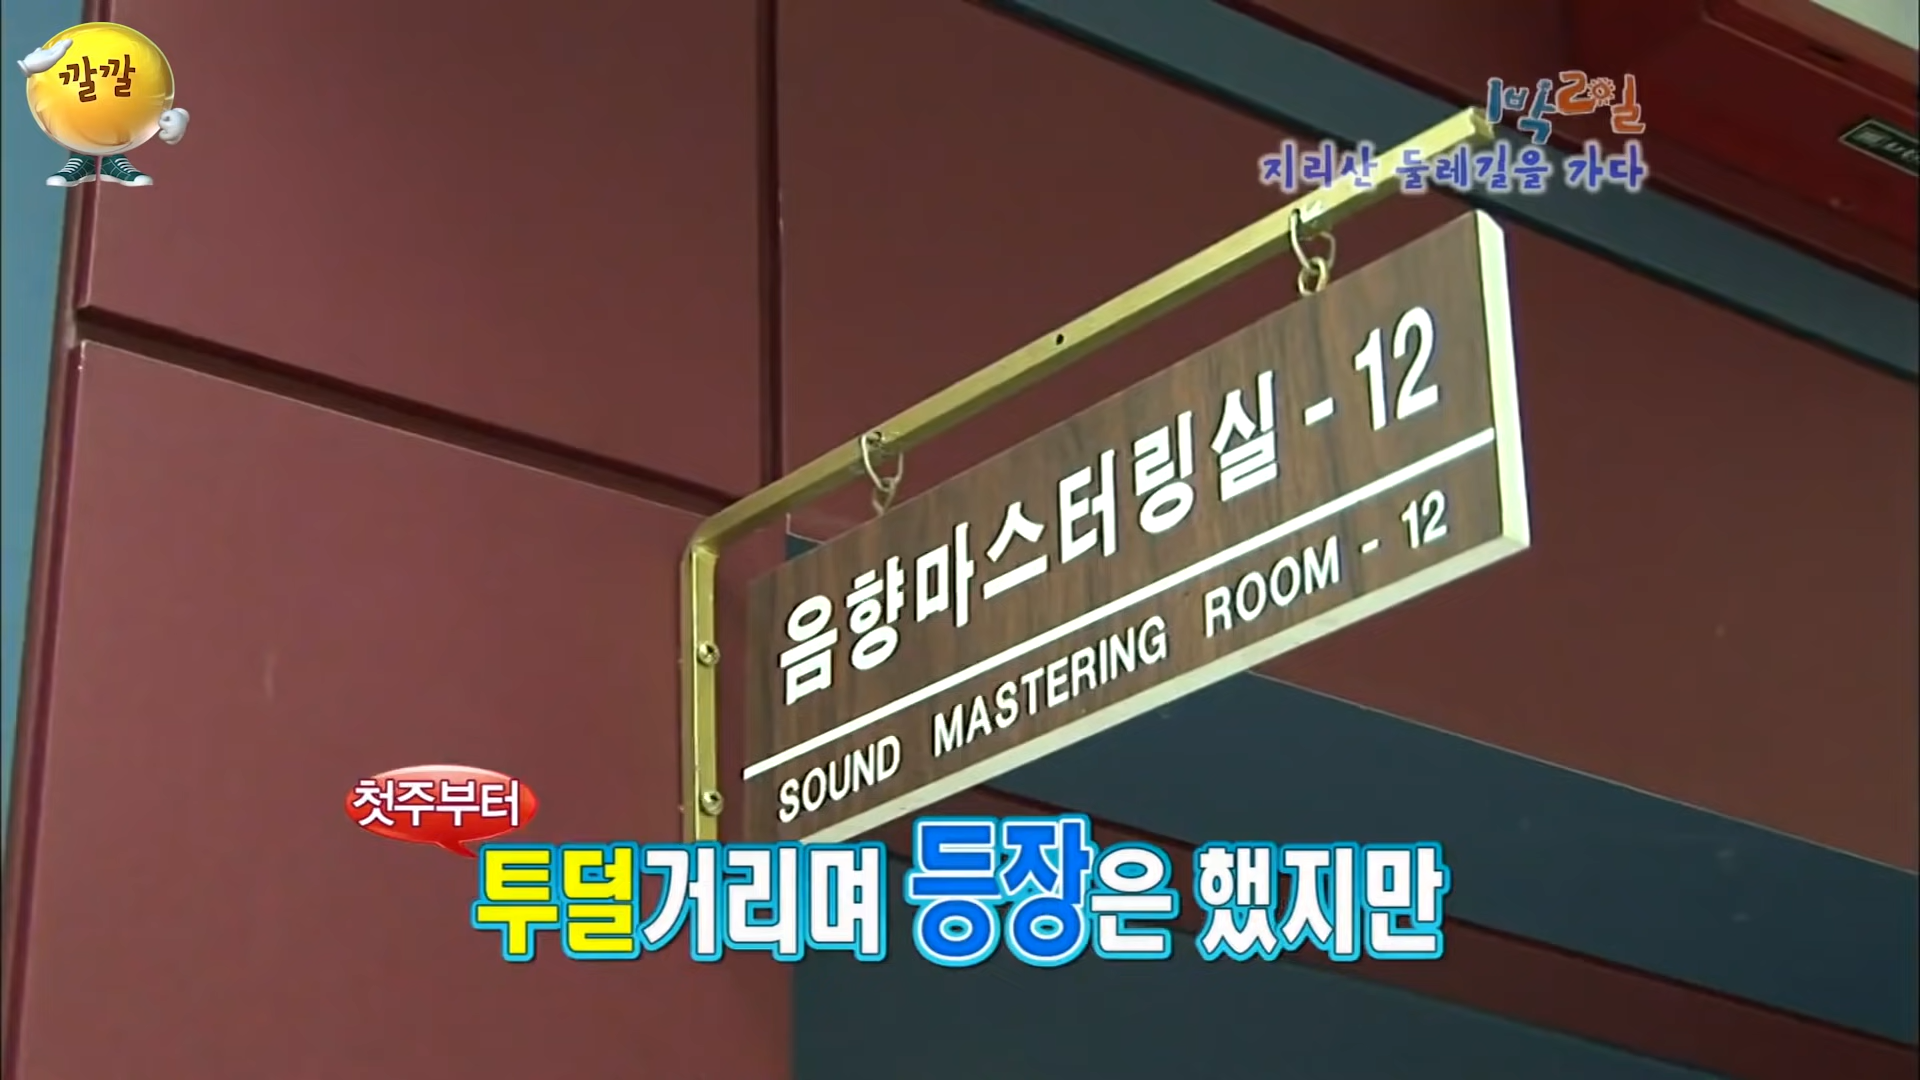 깔깔
1박2일
지리산 둘레길을 가다
음향마스터링실 - 12
SOUND MASTERING ROOM - 12
첫주부터
투덜거리며 등장은 했지만